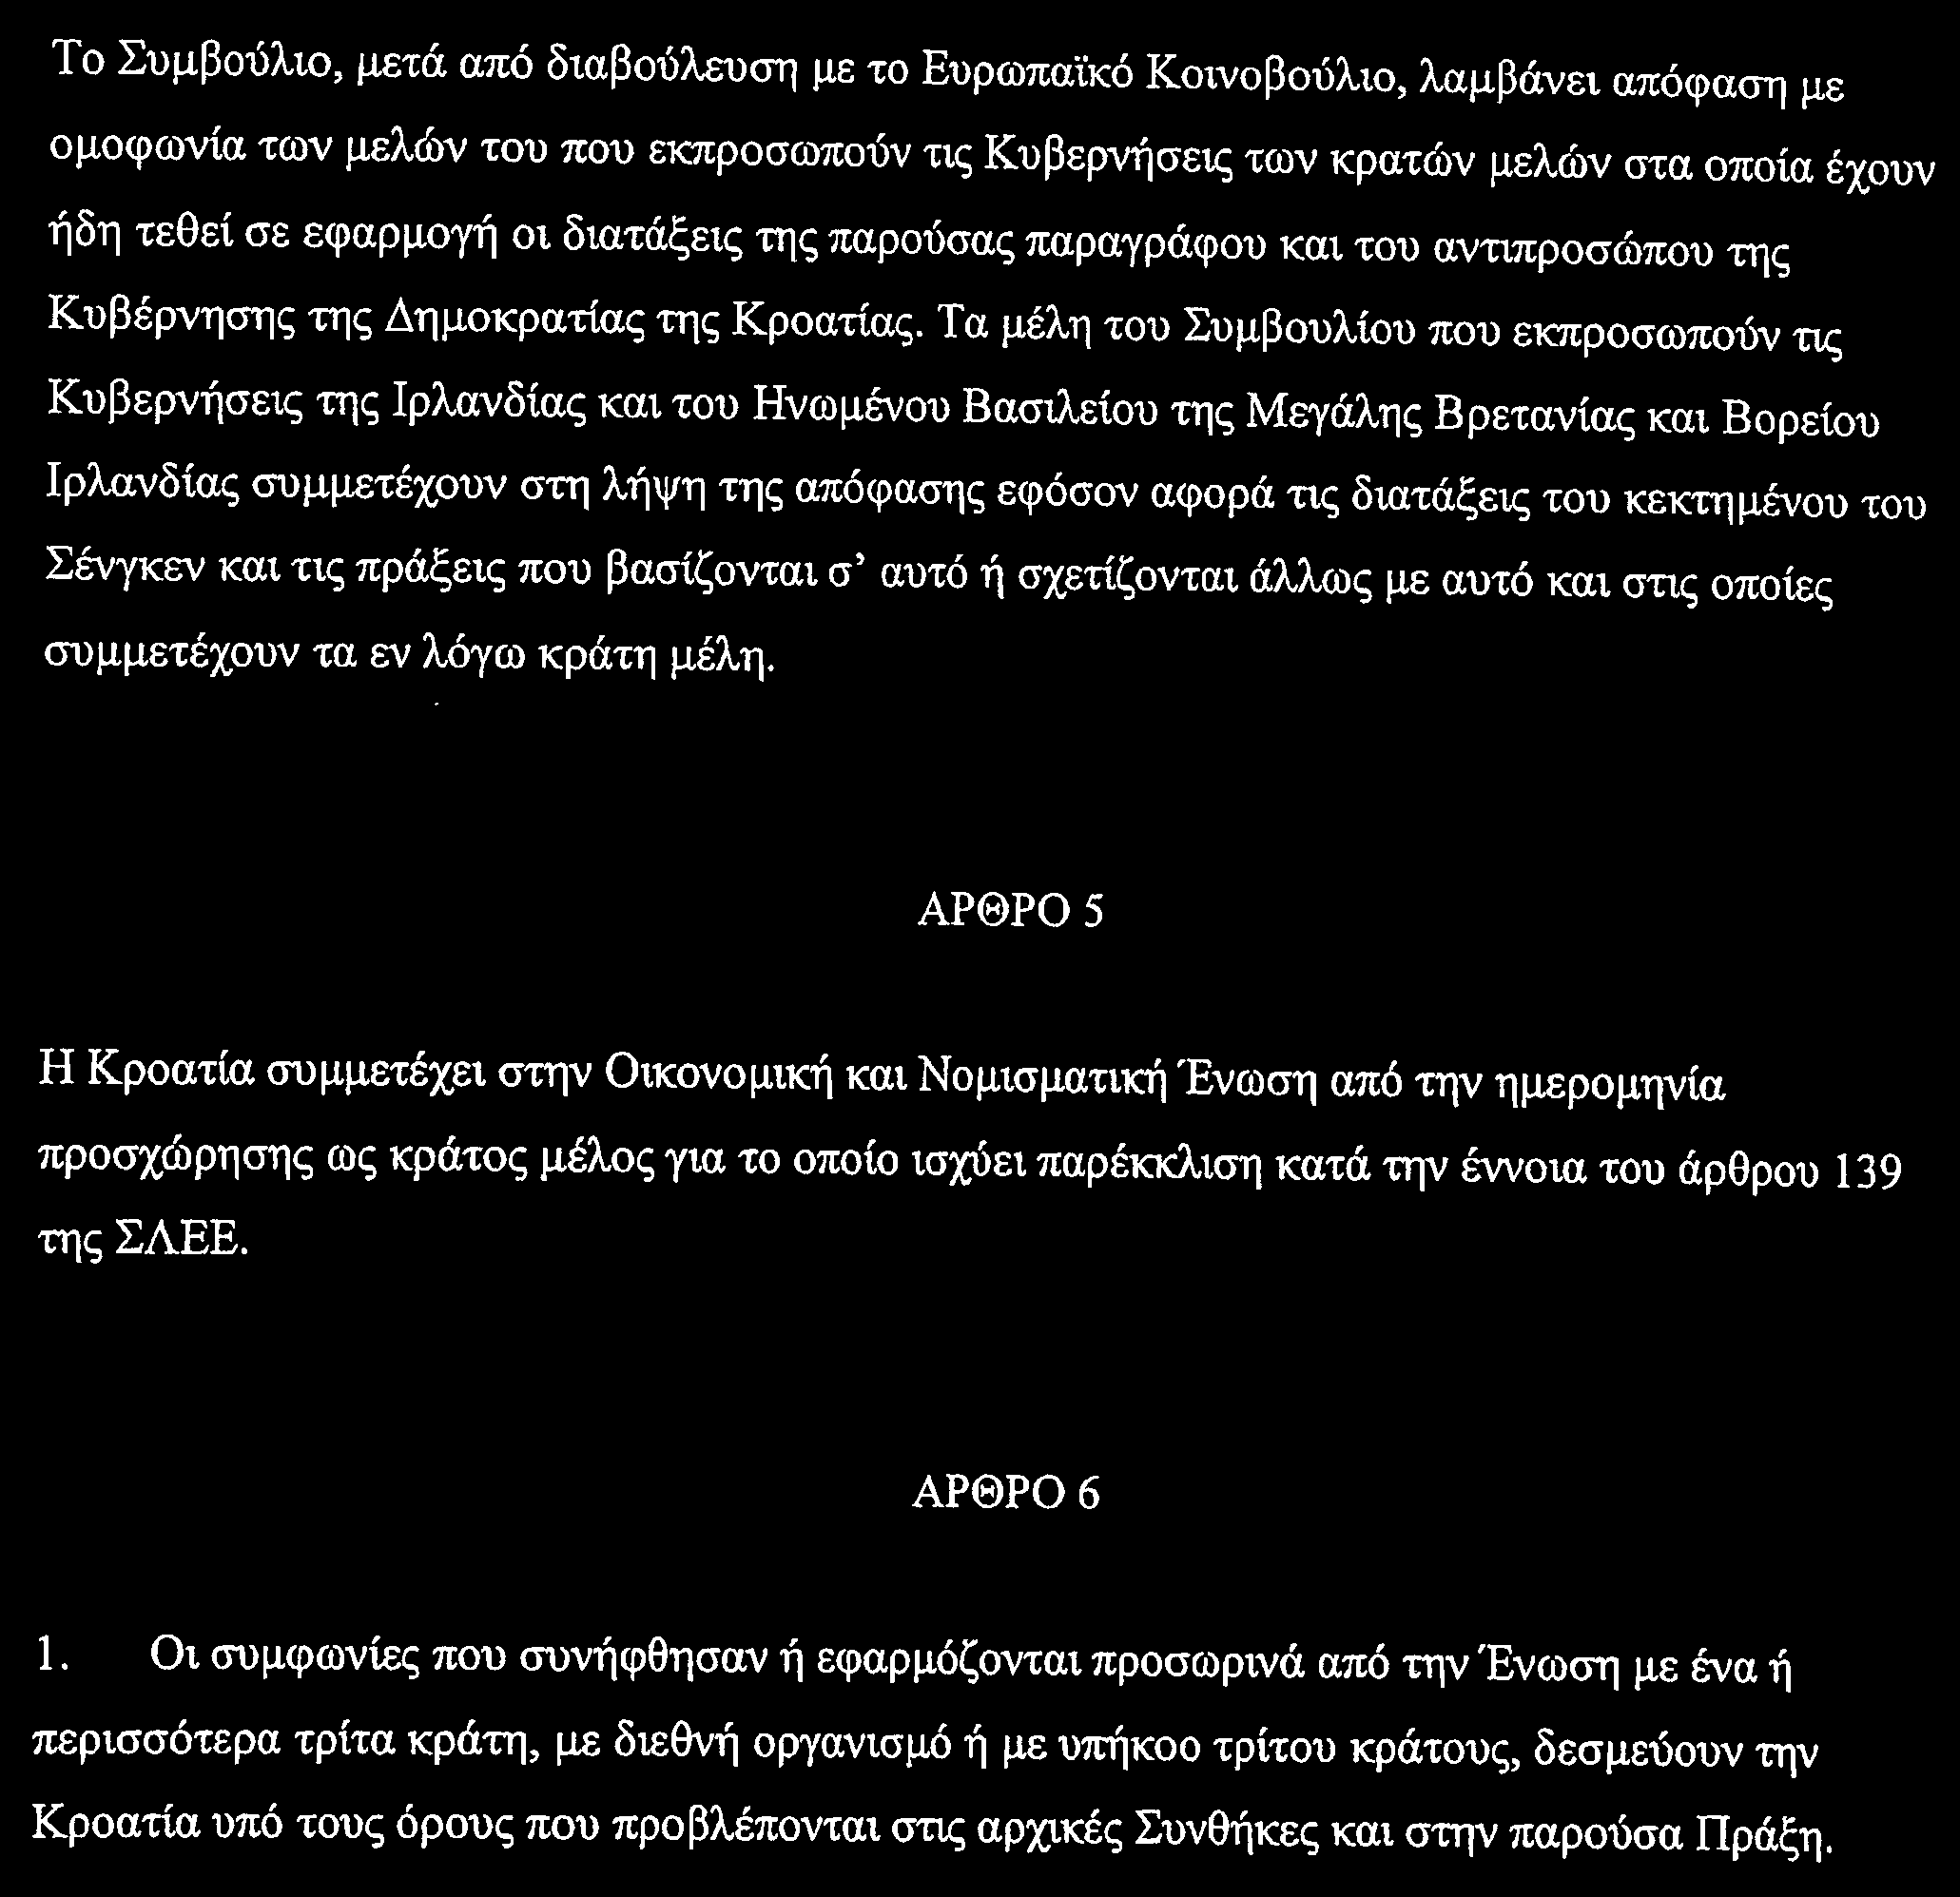 Το Συμβούλιο, μετά από διαβούλευση με το Ευρωπαϊκό Κοινοβούλιο, λαμβάνει απόφαση με
ομοφωνία των μελών του που εκπροσωπούν τις Κυβερνήσεις των κρατών μελών στα οποία έχουν
ήδη τεθεί σε εφαρμογή οι διατάξεις της παρούσας παραγράφου και του αντιπροσώπου της
Κυβέρνησης της Δημοκρατίας της Κροατίας. Τα μέλη του Συμβουλίου που εκπροσωπούν τις
Κυβερνήσεις της Ιρλανδίας και του Ηνωμένου Βασιλείου της Μεγάλης Βρετανίας και Βορείου
Ιρλανδίας συμμετέχουν στη λήψη της απόφασης εφόσον αφορά τις διατάξεις του κεκτημένου του
Σένγκεν και τις πράξεις που βασίζονται σ’ αυτό ή σχετίζονται άλλως με αυτό και στις οποίες
συμμετέχουν τα εν λόγω κράτη μέλη.
ΑΡΘΡΟ 5
Η Κροατία συμμετέχει στην Οικονομική και Νομισματική Ένωση από την ημερομηνία
προσχώρησης ως κράτος μέλος για το οποίο ισχύει παρέκκλιση κατά την έννοια του άρθρου 139
της ΣΛΕΕ.
ΑΡΘΡΟ 6
1. Οι συμφωνίες που συνήφθησαν ή εφαρμόζονται προσωρινά από την Ένωση με ένα ή
περισσότερα τρίτα κράτη, με διεθνή οργανισμό ή με υπήκοο τρίτου κράτους, δεσμεύουν την
Κροατία υπό τους όρους που προβλέπονται στις αρχικές Συνθήκες και στην παρούσα Πράξη.